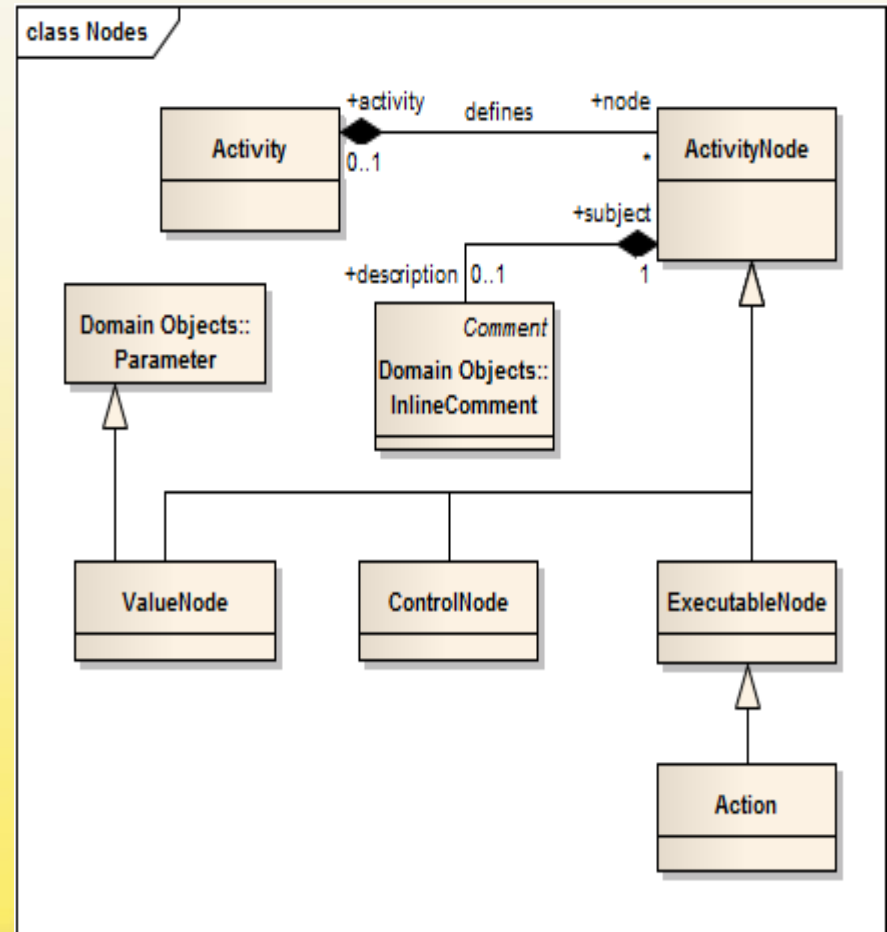 class Nodes
+activity
defines
+node
Activity
0..1
*
ActivityNode
+subject
+description
0..1
1
Domain Objects::
Parameter
Comment
Domain Objects::
InlineComment
ValueNode
ControlNode
ExecutableNode
Action